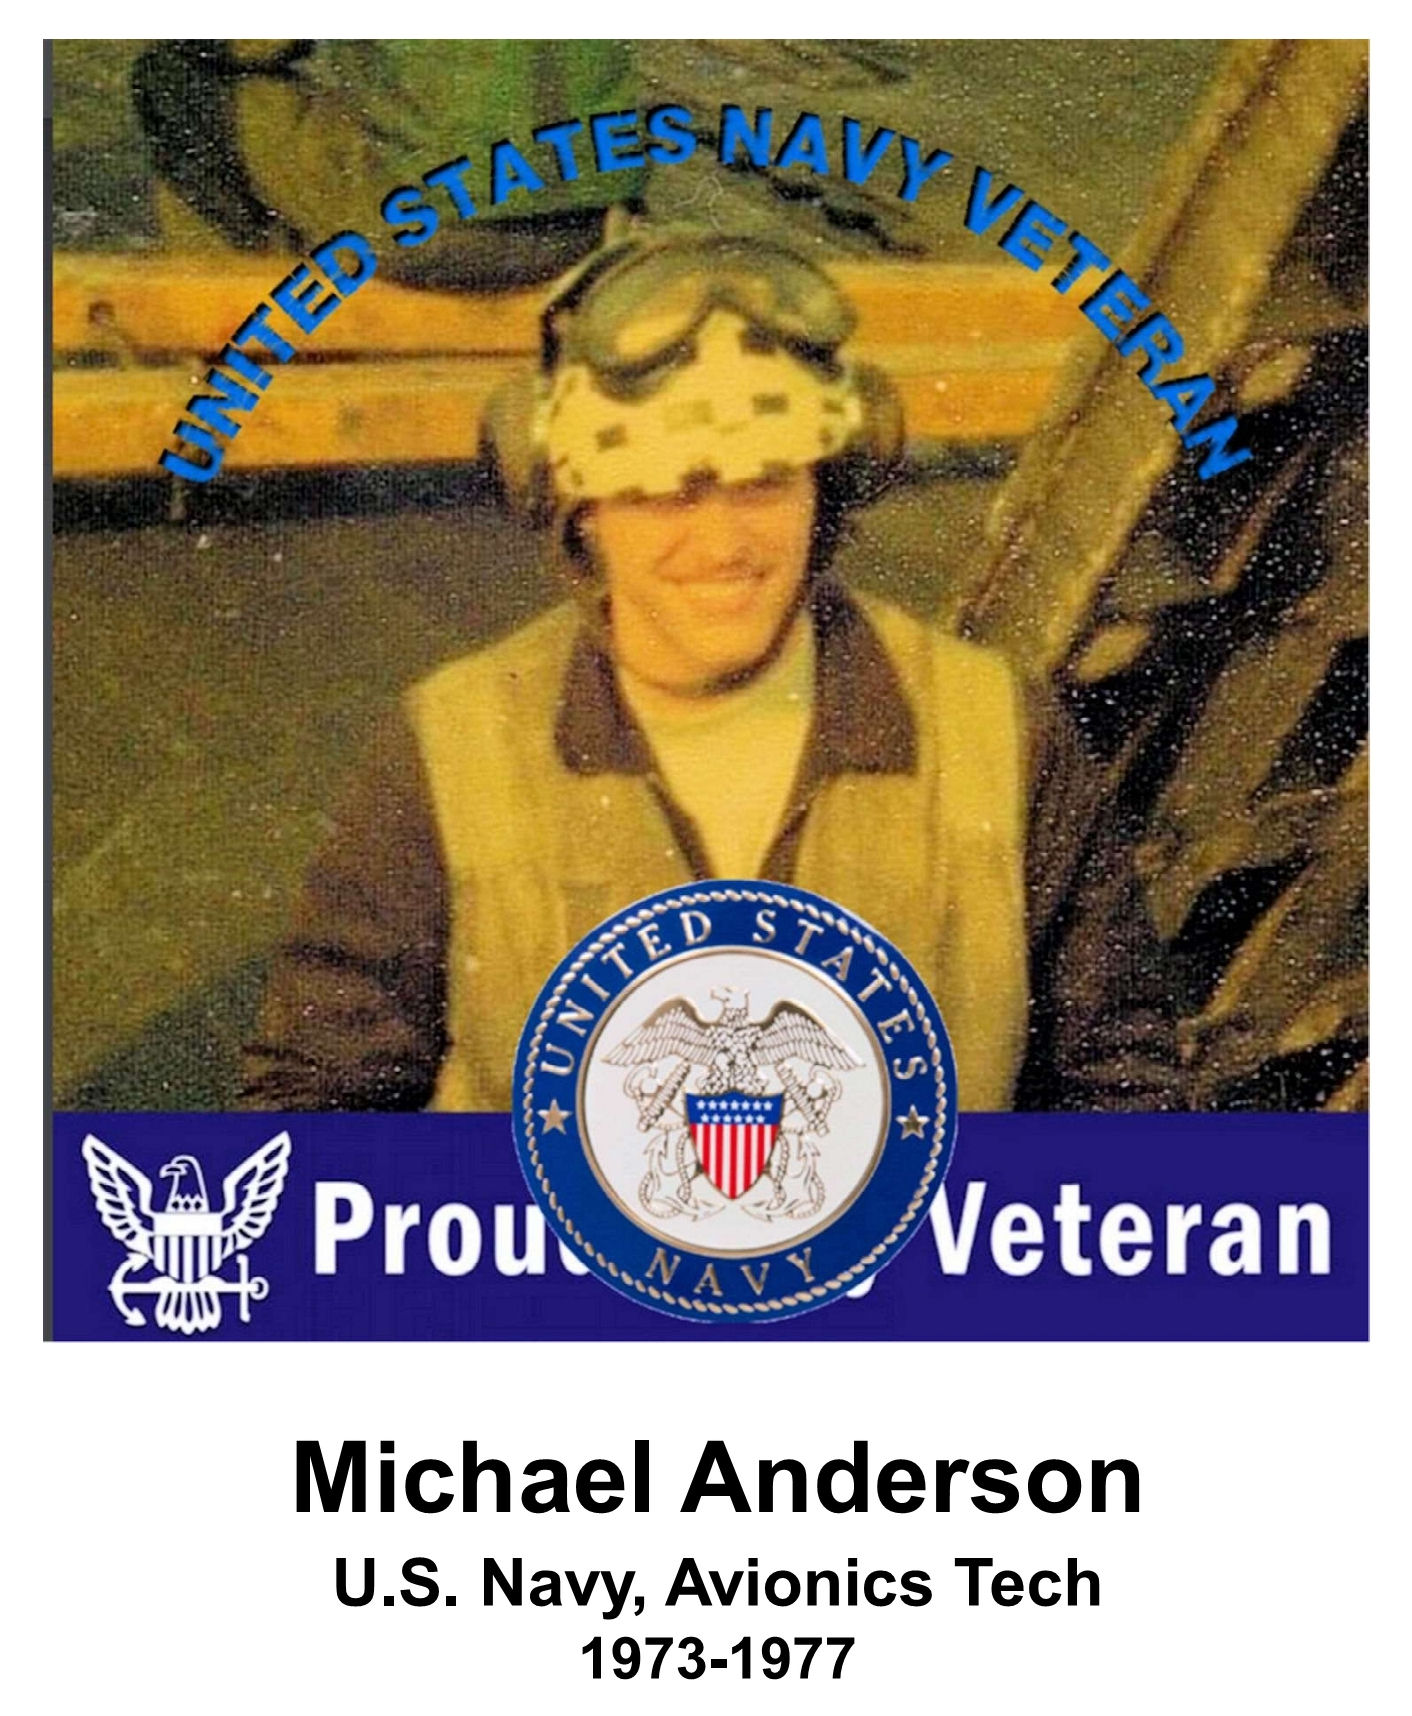 UNITED STATES NAVY VETERAN
UNITED STATES
NAVY
Prou Veteran
Michael Anderson
U.S. Navy, Avionics Tech
1973-1977